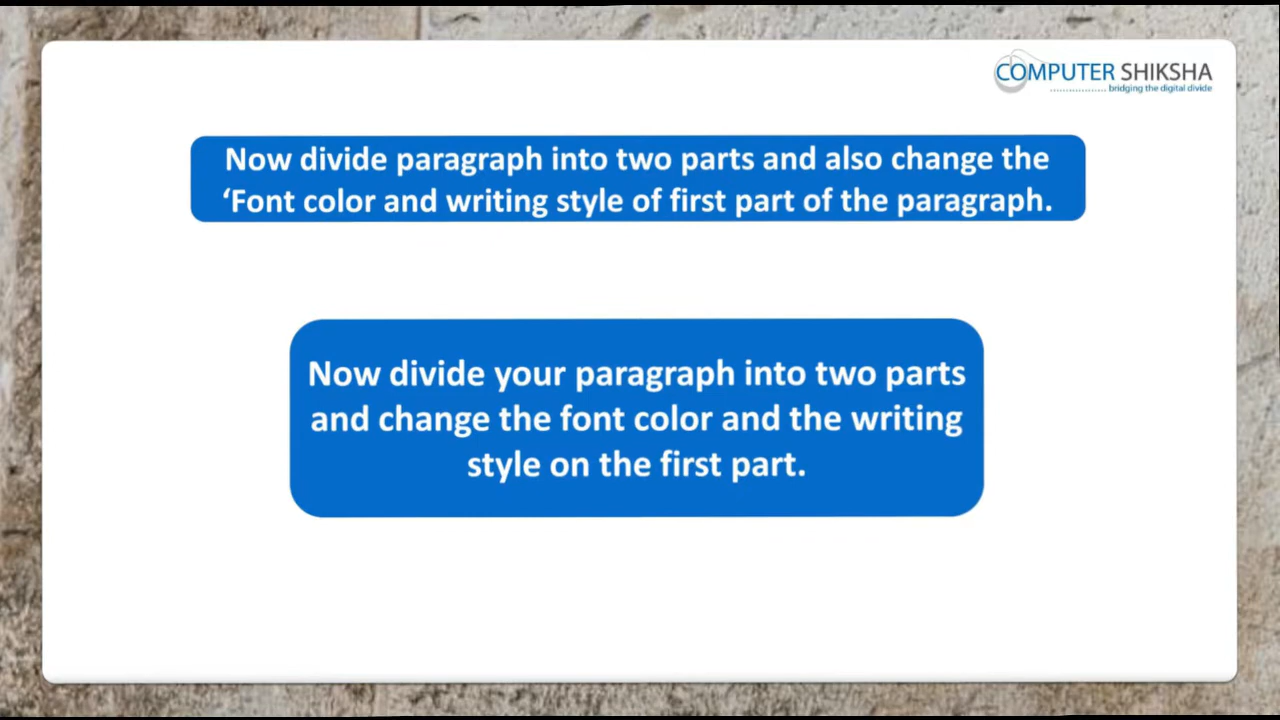 COMPUTER SHIKSHA
bridging the digital divide
Now divide paragraph into two parts and also change the
‘Font color and writing style of first part of the paragraph.
Now divide your paragraph into two parts
and change the font color and the writing
style on the first part.